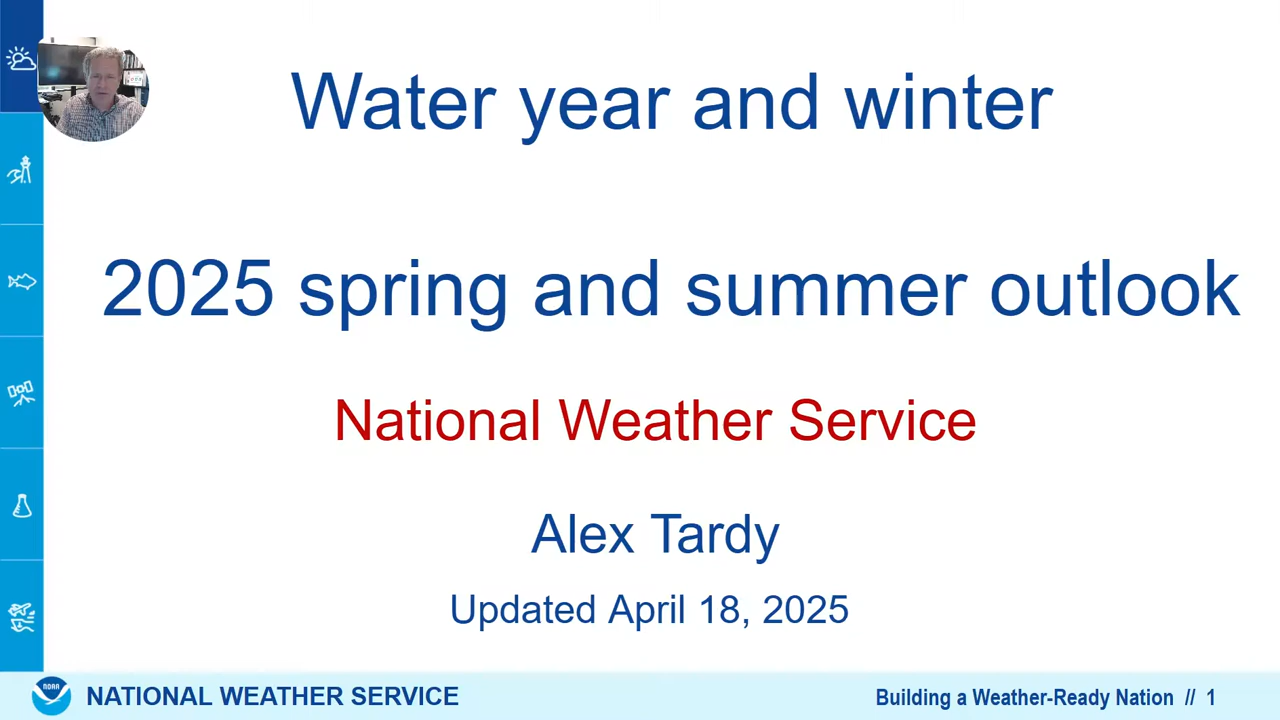 Water year and winter
2025 spring and summer outlook
National Weather Service
Alex Tardy
Updated April 18, 2025
NOAA
NATIONAL WEATHER SERVICE
Building a Weather-Ready Nation // 1